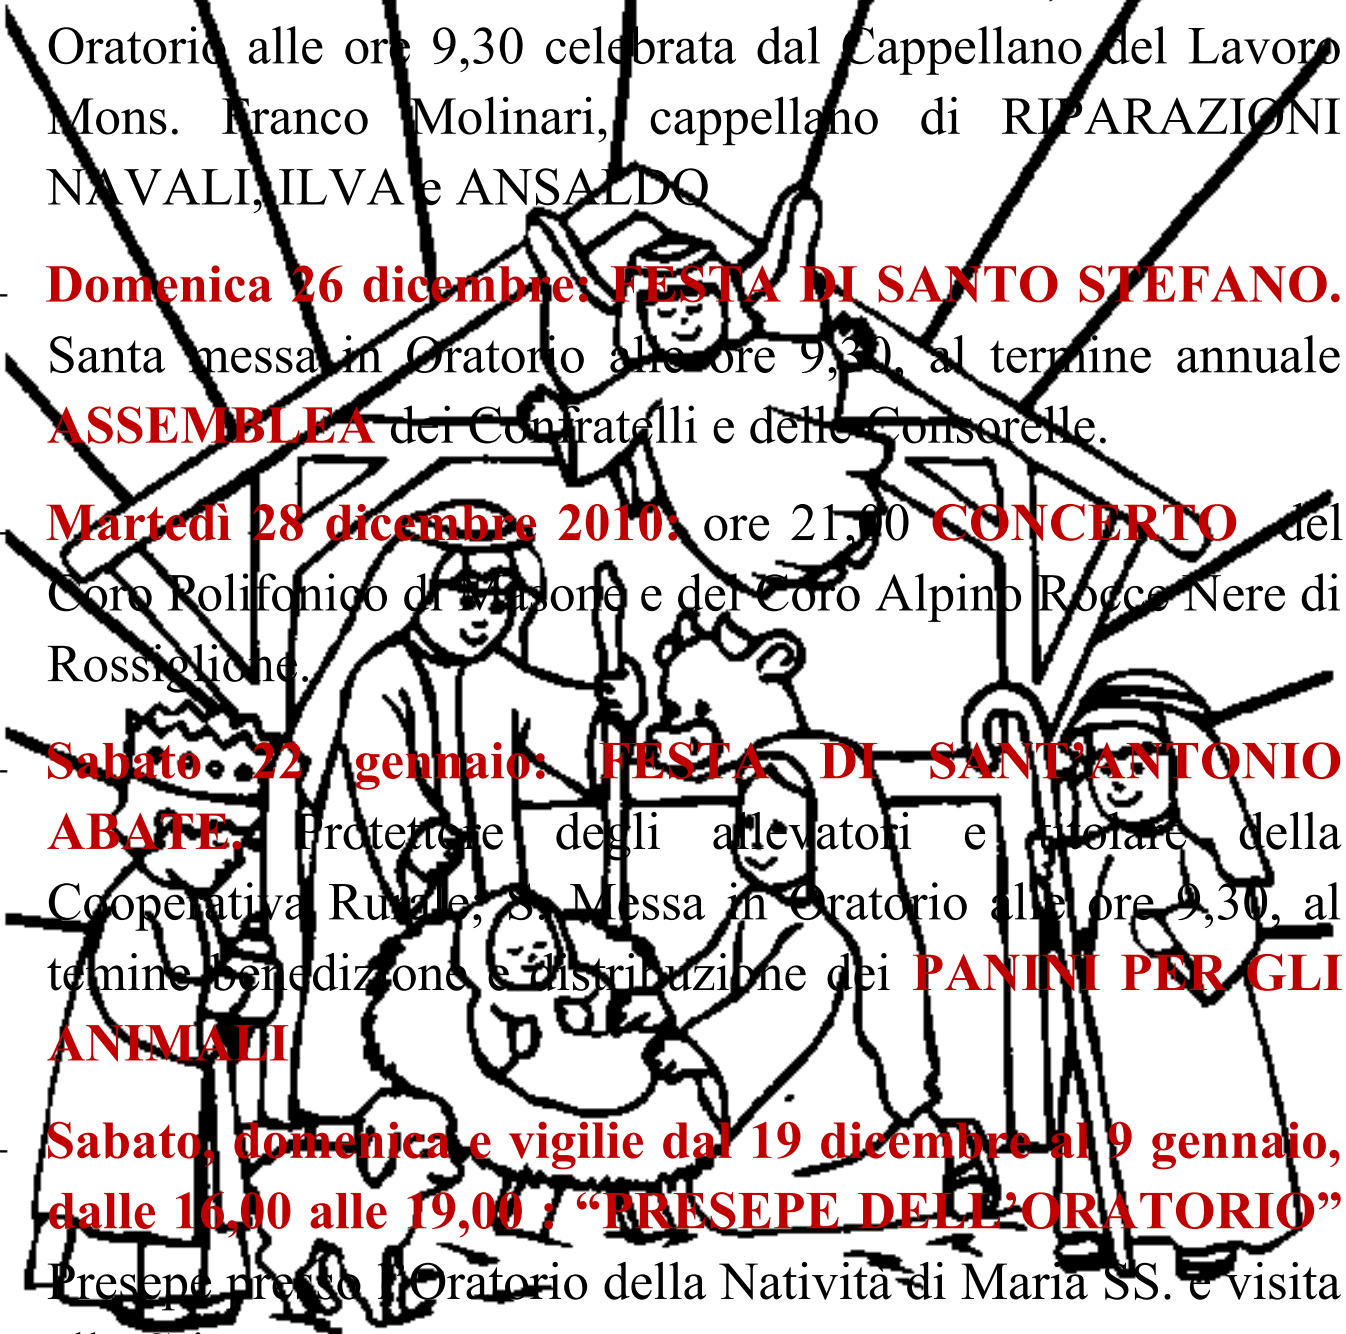 Oratorio alle ore 9,30 celebrata dal Cappellano del Lavoro
Mons. Franco Molinari, cappellano di RIPARAZIONI
NAVALI, ILVA e ANSALDO
- Domenica 26 dicembre: FESTA DI SANTO STEFANO.
Santa messa in Oratorio alle ore 9,30, al termine annuale
ASSEMBLEA dei Confratelli e delle Consorelle.
- Martedì 28 dicembre 2010: ore 21,00 CONCERTO del
Coro Polifonico di Masone e del Coro Alpino Rocce Nere di
Rossiglione.
- Sabato 22 gennaio: FESTA DI SANT’ANTONIO
ABATE. Protettore degli allevatori e titolare della
Cooperativa Rurale, S. Messa in Oratorio alle ore 9,30, al
temine benedizione e distribuzione dei PANINI PER GLI
ANIMALI
- Sabato, domenica e vigilie dal 19 dicembre al 9 gennaio,
dalle 16,00 alle 19,00 : “PRESEPE DELL’ORATORIO”
Presepe presso l’Oratorio della Natività di Maria SS. e visita